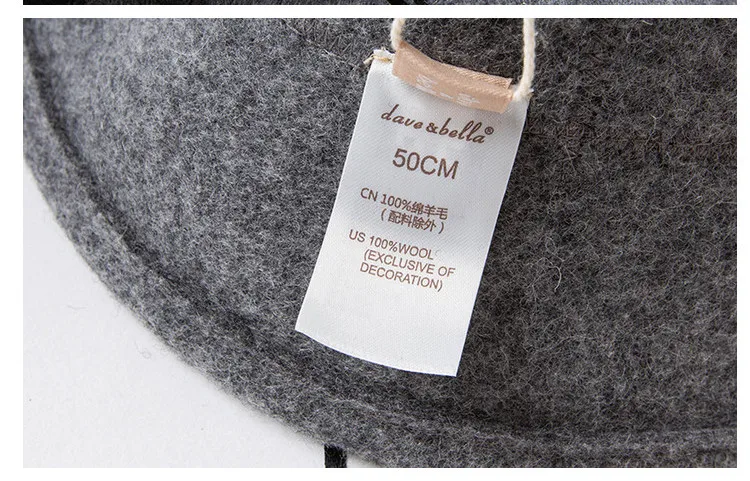 dave&bella®
50CM
CN 100%绵羊毛
(配料除外)
US 100%WOOL
(EXCLUSIVE OF
DECORATION)